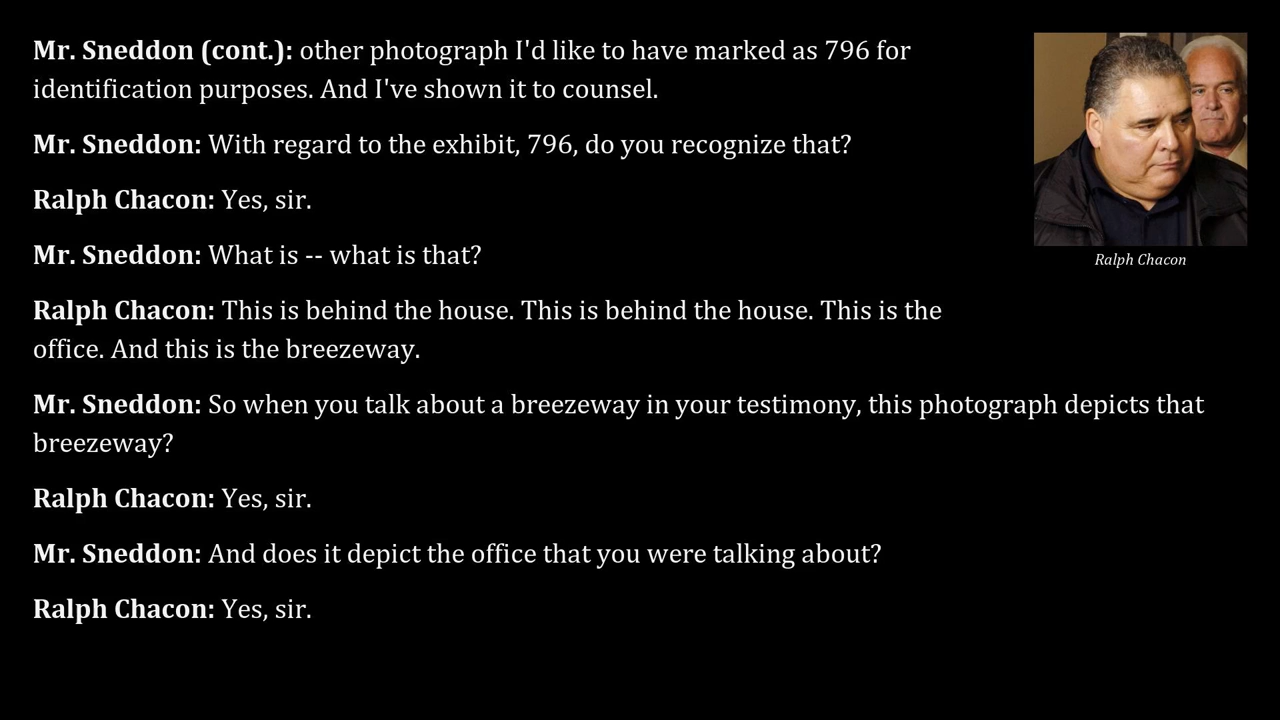 Mr. Sneddon (cont.): other photograph I'd like to have marked as 796 for
identification purposes. And I've shown it to counsel.
Mr. Sneddon: With regard to the exhibit, 796, do you recognize that?
Ralph Chacon: Yes, sir.
Mr. Sneddon: What is -- what is that?
Ralph Chacon
Ralph Chacon: This is behind the house. This is behind the house. This is the
office. And this is the breezeway.
Mr. Sneddon: So when you talk about a breezeway in your testimony, this photograph depicts that
breezeway?
Ralph Chacon: Yes, sir.
Mr. Sneddon: And does it depict the office that you were talking about?
Ralph Chacon: Yes, sir.